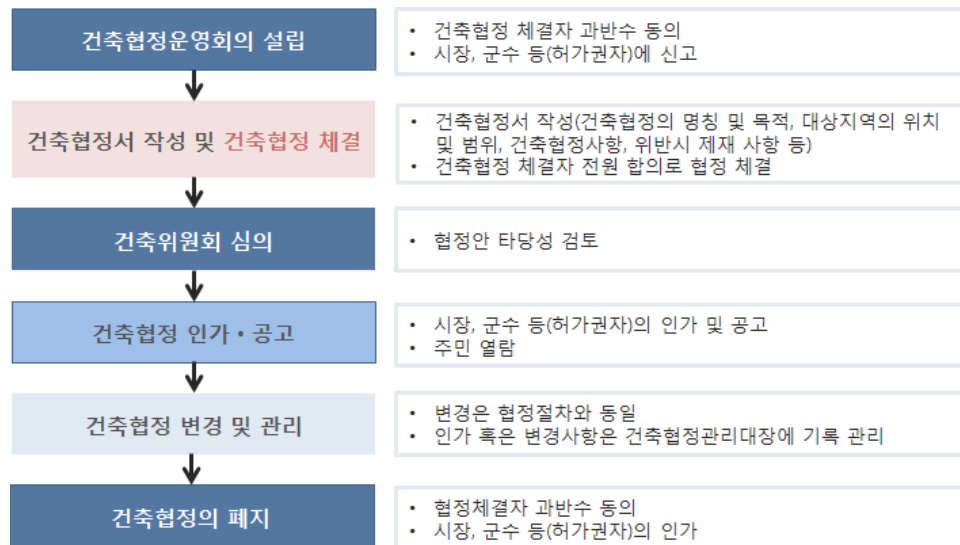 건축협정운영회의 설립
• 건축협정 체결자 과반수 동의
• 시장, 군수 등(허가권자)에 신고
건축협정서 작성 및 건축협정 체결
• 건축협정서 작성(건축협정의 명칭 및 목적, 대상지역의 위치
및 범위, 건축협정사항, 위반시 제재 사항 등)
• 건축협정 체결자 전원 합의로 협정 체결
건축위원회 심의
• 협정안 타당성 검토
건축협정 인가・공고
• 시장, 군수 등(허가권자)의 인가 및 공고
• 주민 열람
건축협정 변경 및 관리
• 변경은 협정절차와 동일
• 인가 혹은 변경사항은 건축협정관리대장에 기록 관리
건축협정의 폐지
• 협정체결자 과반수 동의
• 시장, 군수 등(허가권자)의 인가